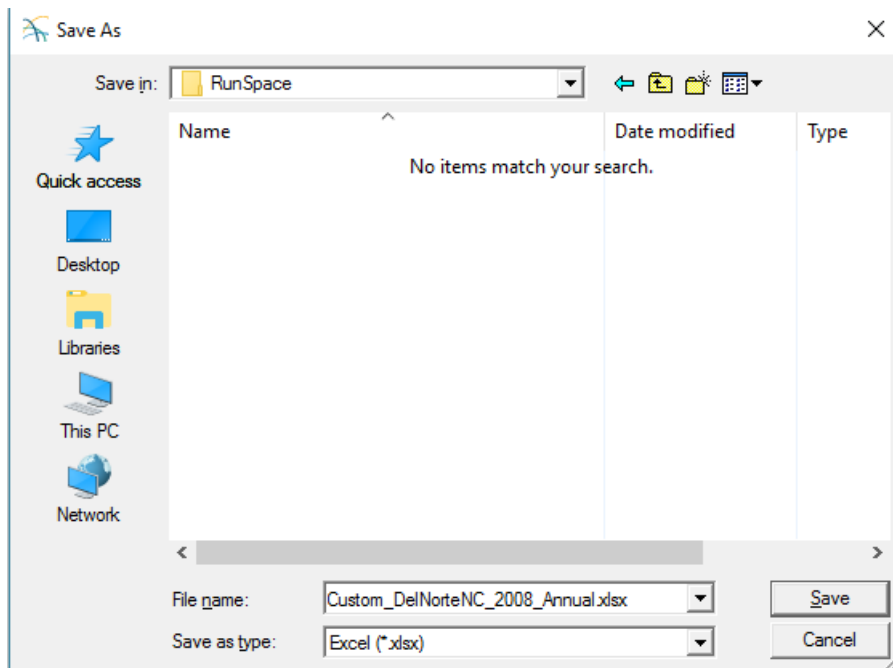 Save As
Save in: RunSpace
Name Date modified Type
No items match your search.
Quick access
Desktop
Libraries
This PC
Network
File name: Custom_DelNorteNC_2008_Annual.xlsx Save
Save as type: Excel (*.xlsx) Cancel